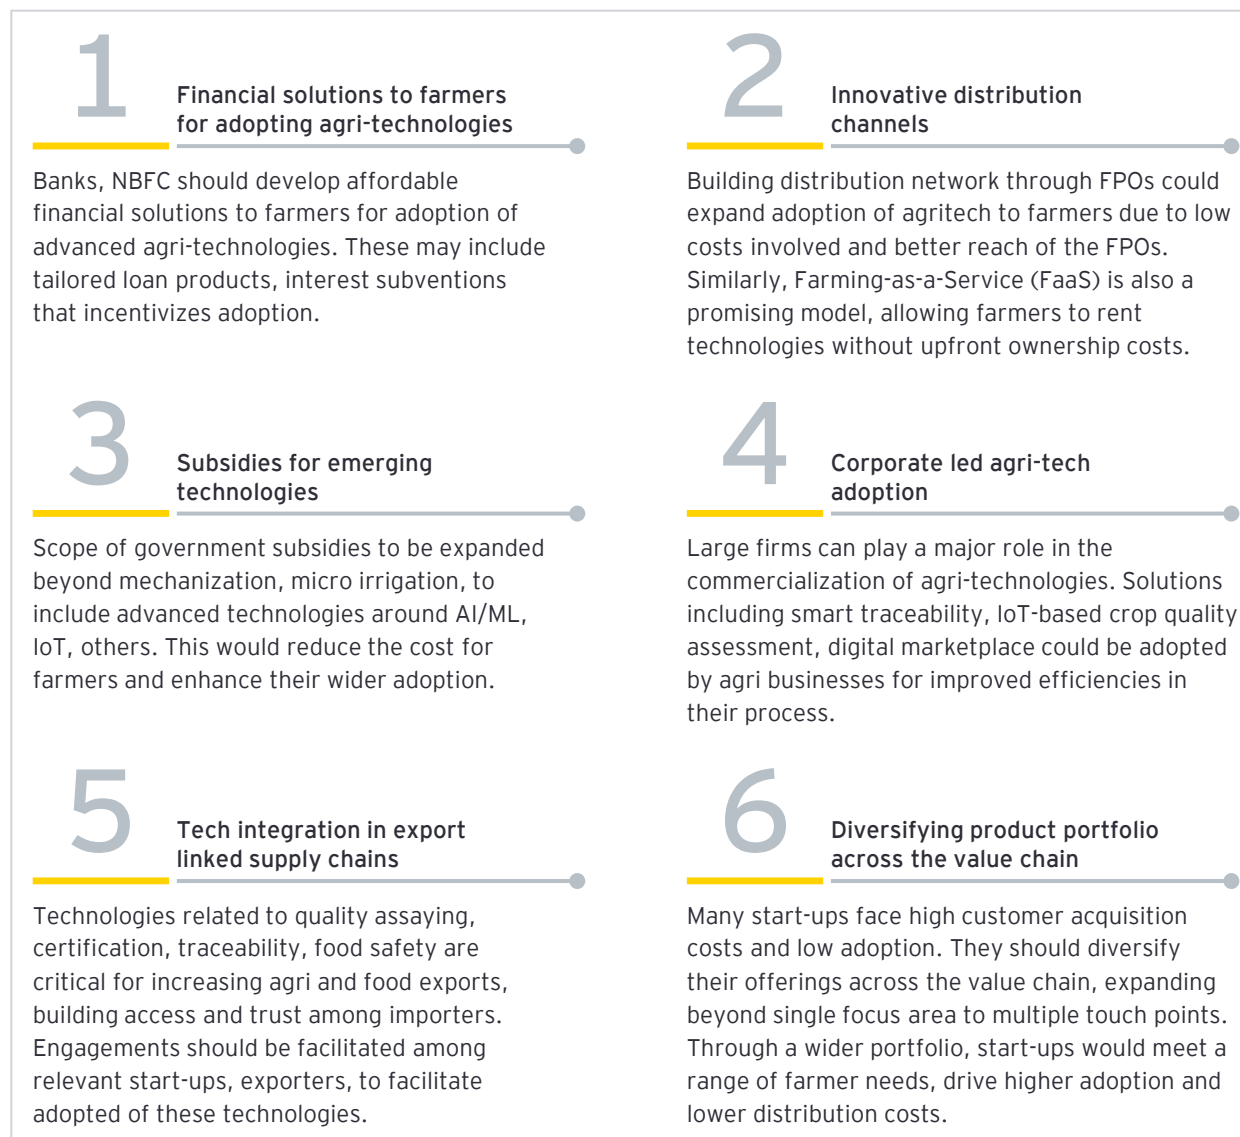 1
Financial solutions to farmers
for adopting agri-technologies
Banks, NBFC should develop affordable
financial solutions to farmers for adoption of
advanced agri-technologies. These may include
tailored loan products, interest subventions
that incentivizes adoption.
2
Innovative distribution
channels
Building distribution network through FPOs could
expand adoption of agritech to farmers due to low
costs involved and better reach of the FPOs.
Similarly, Farming-as-a-Service (FaaS) is also a
promising model, allowing farmers to rent
technologies without upfront ownership costs.
3
Subsidies for emerging
technologies
Scope of government subsidies to be expanded
beyond mechanization, micro irrigation, to
include advanced technologies around AI/ML,
IoT, others. This would reduce the cost for
farmers and enhance their wider adoption.
4
Corporate led agri-tech
adoption
Large firms can play a major role in the
commercialization of agri-technologies. Solutions
including smart traceability, IoT-based crop quality
assessment, digital marketplace could be adopted
by agri businesses for improved efficiencies in
their process.
5
Tech integration in export
linked supply chains
Technologies related to quality assaying,
certification, traceability, food safety are
critical for increasing agri and food exports,
building access and trust among importers.
Engagements should be facilitated among
relevant start-ups, exporters, to facilitate
adopted of these technologies.
6
Diversifying product portfolio
across the value chain
Many start-ups face high customer acquisition
costs and low adoption. They should diversify
their offerings across the value chain, expanding
beyond single focus area to multiple touch points.
Through a wider portfolio, start-ups would meet a
range of farmer needs, drive higher adoption and
lower distribution costs.